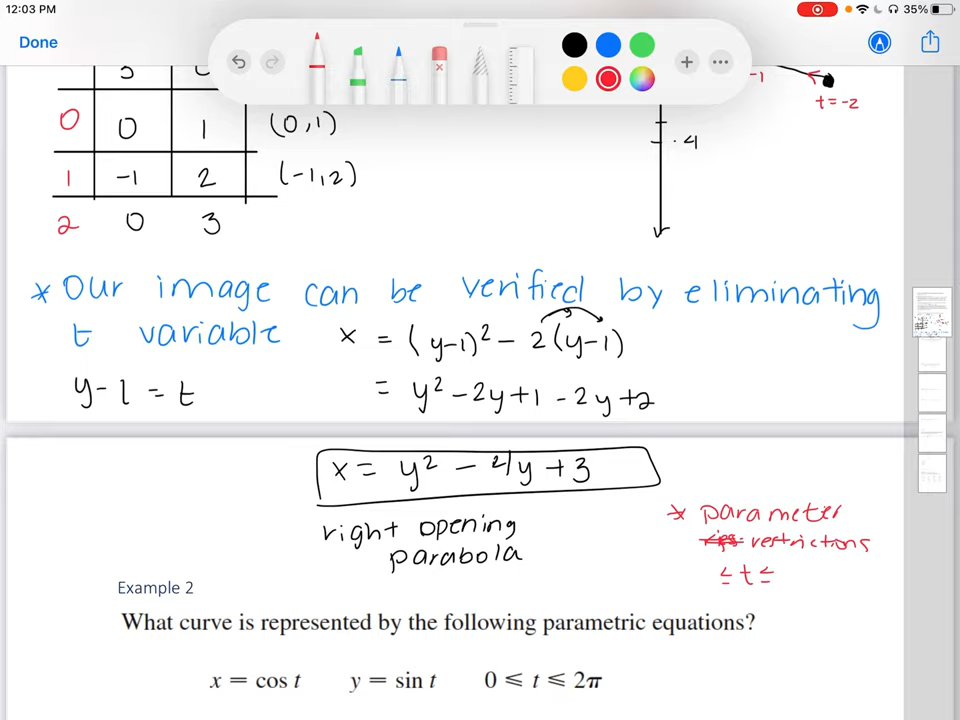 12:03 PM
35%
Done
-1
t=-2
.4
0 0 1 (0,1)
1 -1 2 (-1,2)
2 0 3
* Our image can be verified by eliminating
t variable x = (y-1)² - 2(y-1)
y-1 = t = y² - 2y+1 - 2y+2
x = y² - 4y + 3
right opening
parabola
* parameter
restrictions
≤ t ≤
Example 2
What curve is represented by the following parametric equations?
x = cos t y = sin t 0 ⩽ t ⩽ 2π